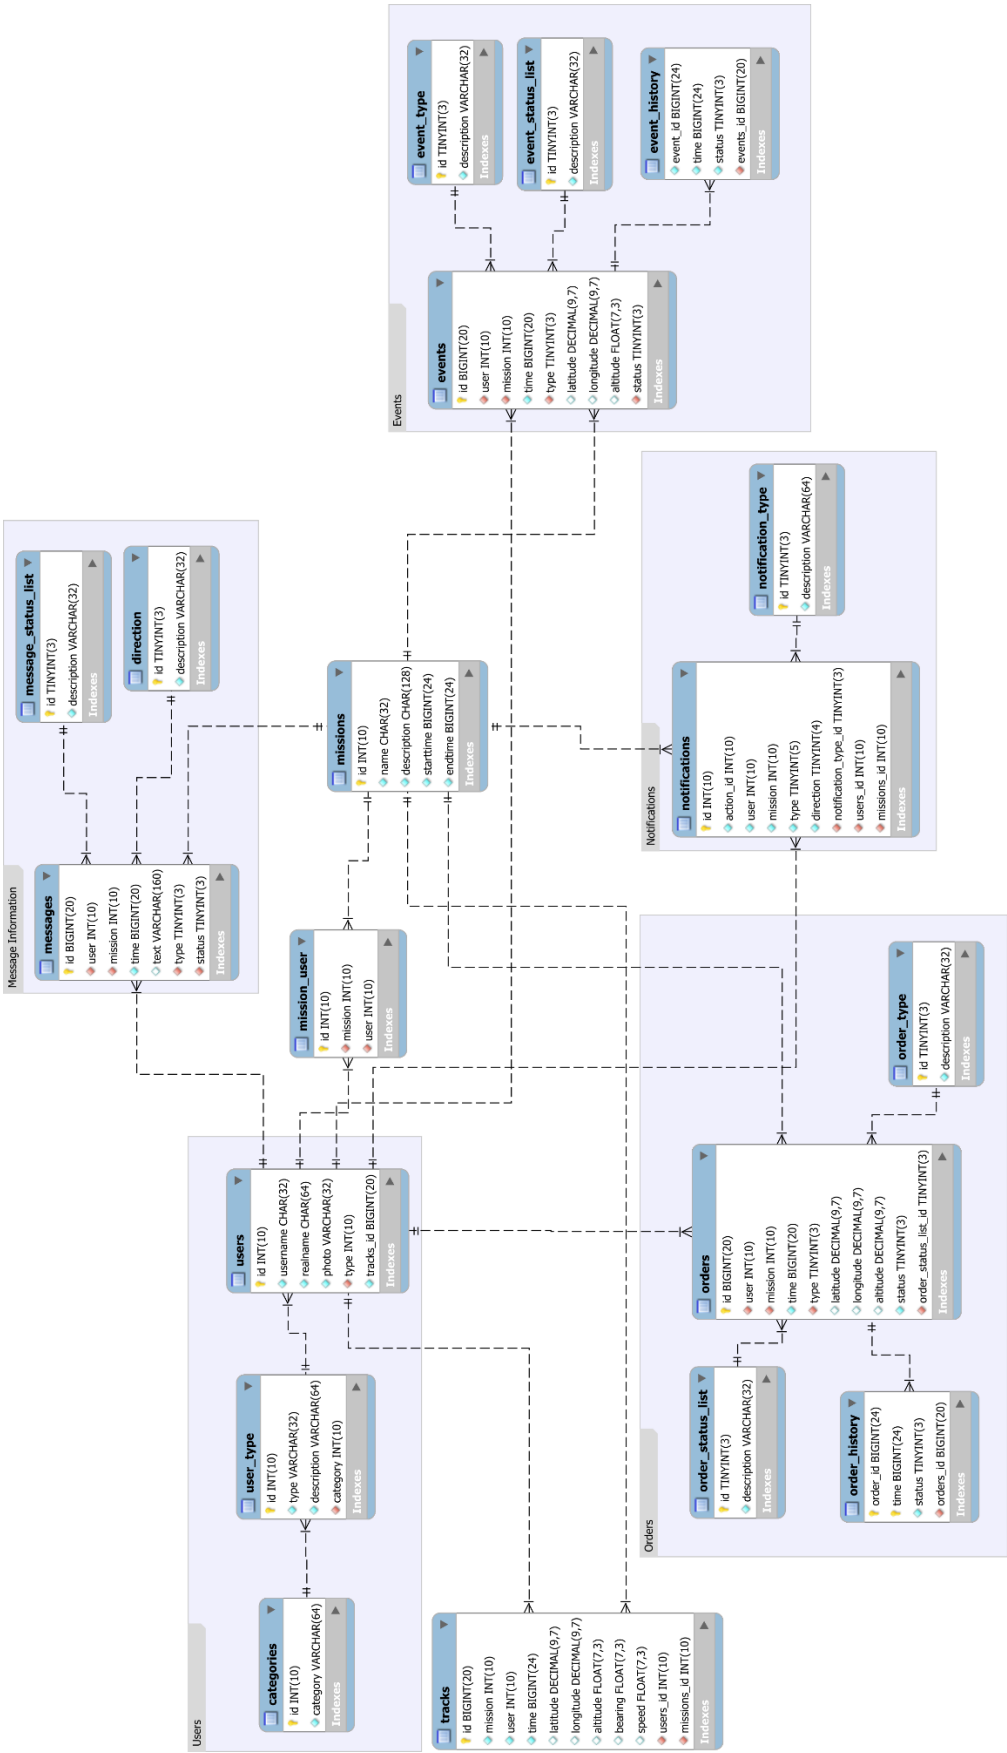 Users
categories
id INT(10)
category VARCHAR(64)
Indexes
user_type
id INT(10)
type VARCHAR(32)
description VARCHAR(64)
category INT(10)
Indexes
users
id INT(10)
username CHAR(32)
realname CHAR(64)
photo VARCHAR(32)
type INT(10)
tracks_id BIGINT(20)
Indexes
tracks
id BIGINT(20)
mission INT(10)
user INT(10)
time BIGINT(24)
latitude DECIMAL(9,7)
longitude DECIMAL(9,7)
altitude FLOAT(7,3)
bearing FLOAT(7,3)
speed FLOAT(7,3)
users_id INT(10)
missions_id INT(10)
Indexes
Message Information
messages
id BIGINT(20)
user INT(10)
mission INT(10)
time BIGINT(20)
text VARCHAR(160)
type TINYINT(3)
status TINYINT(3)
Indexes
message_status_list
id TINYINT(3)
description VARCHAR(32)
Indexes
direction
id TINYINT(3)
description VARCHAR(32)
Indexes
mission_user
id INT(10)
mission INT(10)
user INT(10)
Indexes
missions
id INT(10)
name CHAR(32)
description CHAR(128)
starttime BIGINT(24)
endtime BIGINT(24)
Indexes
Events
events
id BIGINT(20)
user INT(10)
mission INT(10)
time BIGINT(20)
type TINYINT(3)
latitude DECIMAL(9,7)
longitude DECIMAL(9,7)
altitude FLOAT(7,3)
status TINYINT(3)
Indexes
event_type
id TINYINT(3)
description VARCHAR(32)
Indexes
event_status_list
id TINYINT(3)
description VARCHAR(32)
Indexes
event_history
event_id BIGINT(24)
time BIGINT(24)
status TINYINT(3)
events_id BIGINT(20)
Indexes
Orders
order_status_list
id TINYINT(3)
description VARCHAR(32)
Indexes
order_history
order_id BIGINT(24)
time BIGINT(24)
status TINYINT(3)
orders_id BIGINT(20)
Indexes
orders
id BIGINT(20)
user INT(10)
mission INT(10)
time BIGINT(20)
type TINYINT(3)
latitude DECIMAL(9,7)
longitude DECIMAL(9,7)
altitude DECIMAL(9,7)
status TINYINT(3)
order_status_list_id TINYINT(3)
Indexes
order_type
id TINYINT(3)
description VARCHAR(32)
Indexes
Notifications
notifications
id INT(10)
action_id INT(10)
user INT(10)
mission INT(10)
type TINYINT(5)
direction TINYINT(4)
notification_type_id TINYINT(3)
users_id INT(10)
missions_id INT(10)
Indexes
notification_type
id TINYINT(3)
description VARCHAR(64)
Indexes